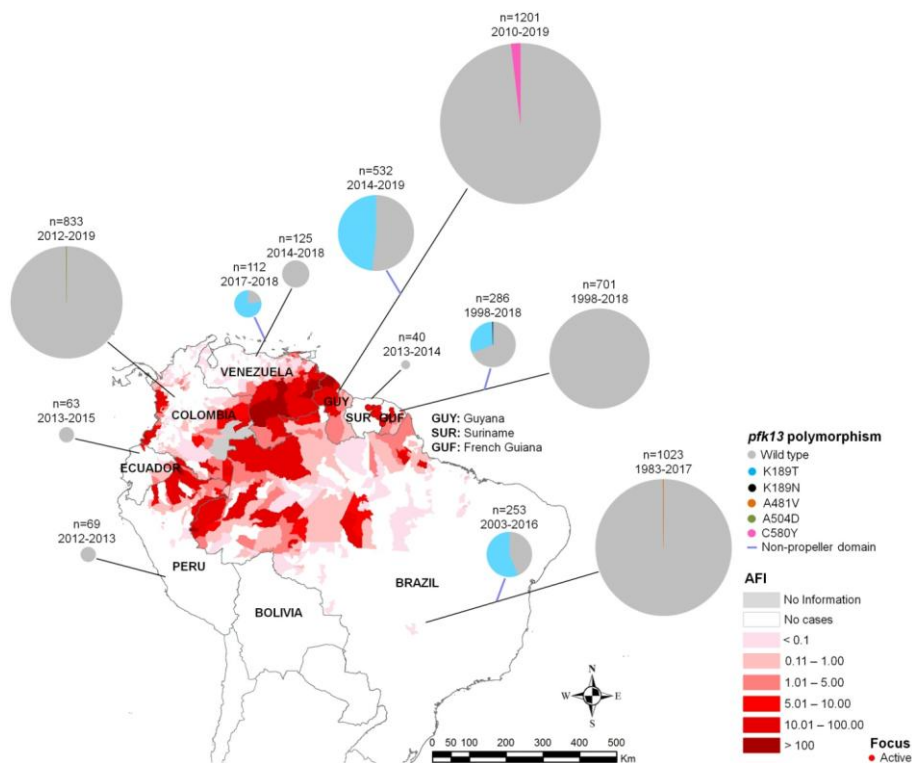 n=1201
2010-2019
n=532
2014-2019
n=833
2012-2019
n=125
2014-2018
n=112
2017-2018
n=701
1998-2018
n=286
1998-2018
n=40
2013-2014
VENEZUELA
GUY
SUR
GUF
COLOMBIA
n=63
2013-2015
ECUADOR
GUY: Guyana
SUR: Suriname
GUF: French Guiana
n=69
2012-2013
PERU
BOLIVIA
BRAZIL
n=253
2003-2016
n=1023
1983-2017
pfk13 polymorphism
Wild type
K189T
K189N
A481V
A504D
C580Y
Non-propeller domain
AFI
No Information
No cases
< 0.1
0.11 – 1.00
1.01 – 5.00
5.01 – 10.00
10.01 – 100.00
> 100
Focus
Active
N
W E
S
0 50 100 200 300 400 500
Km